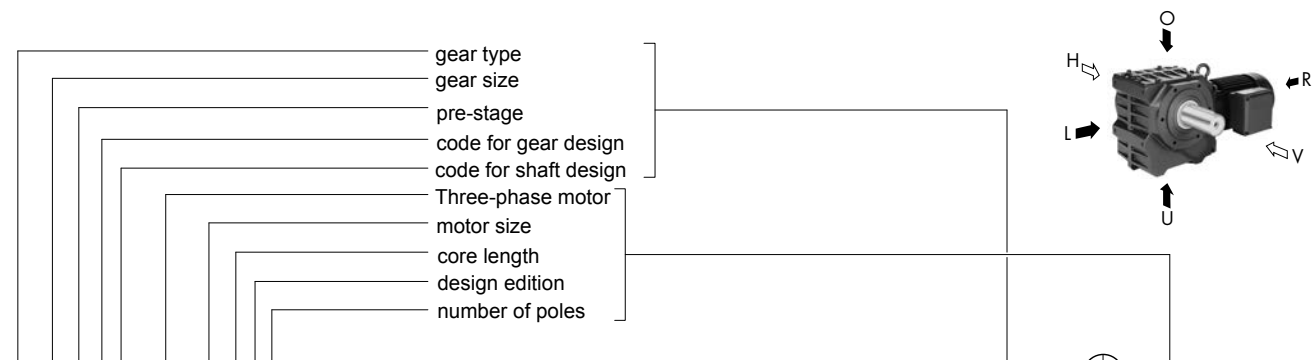 gear type
gear size
pre-stage
code for gear design
code for shaft design
Three-phase motor
motor size
core length
design edition
number of poles
O
H
R
L
V
U